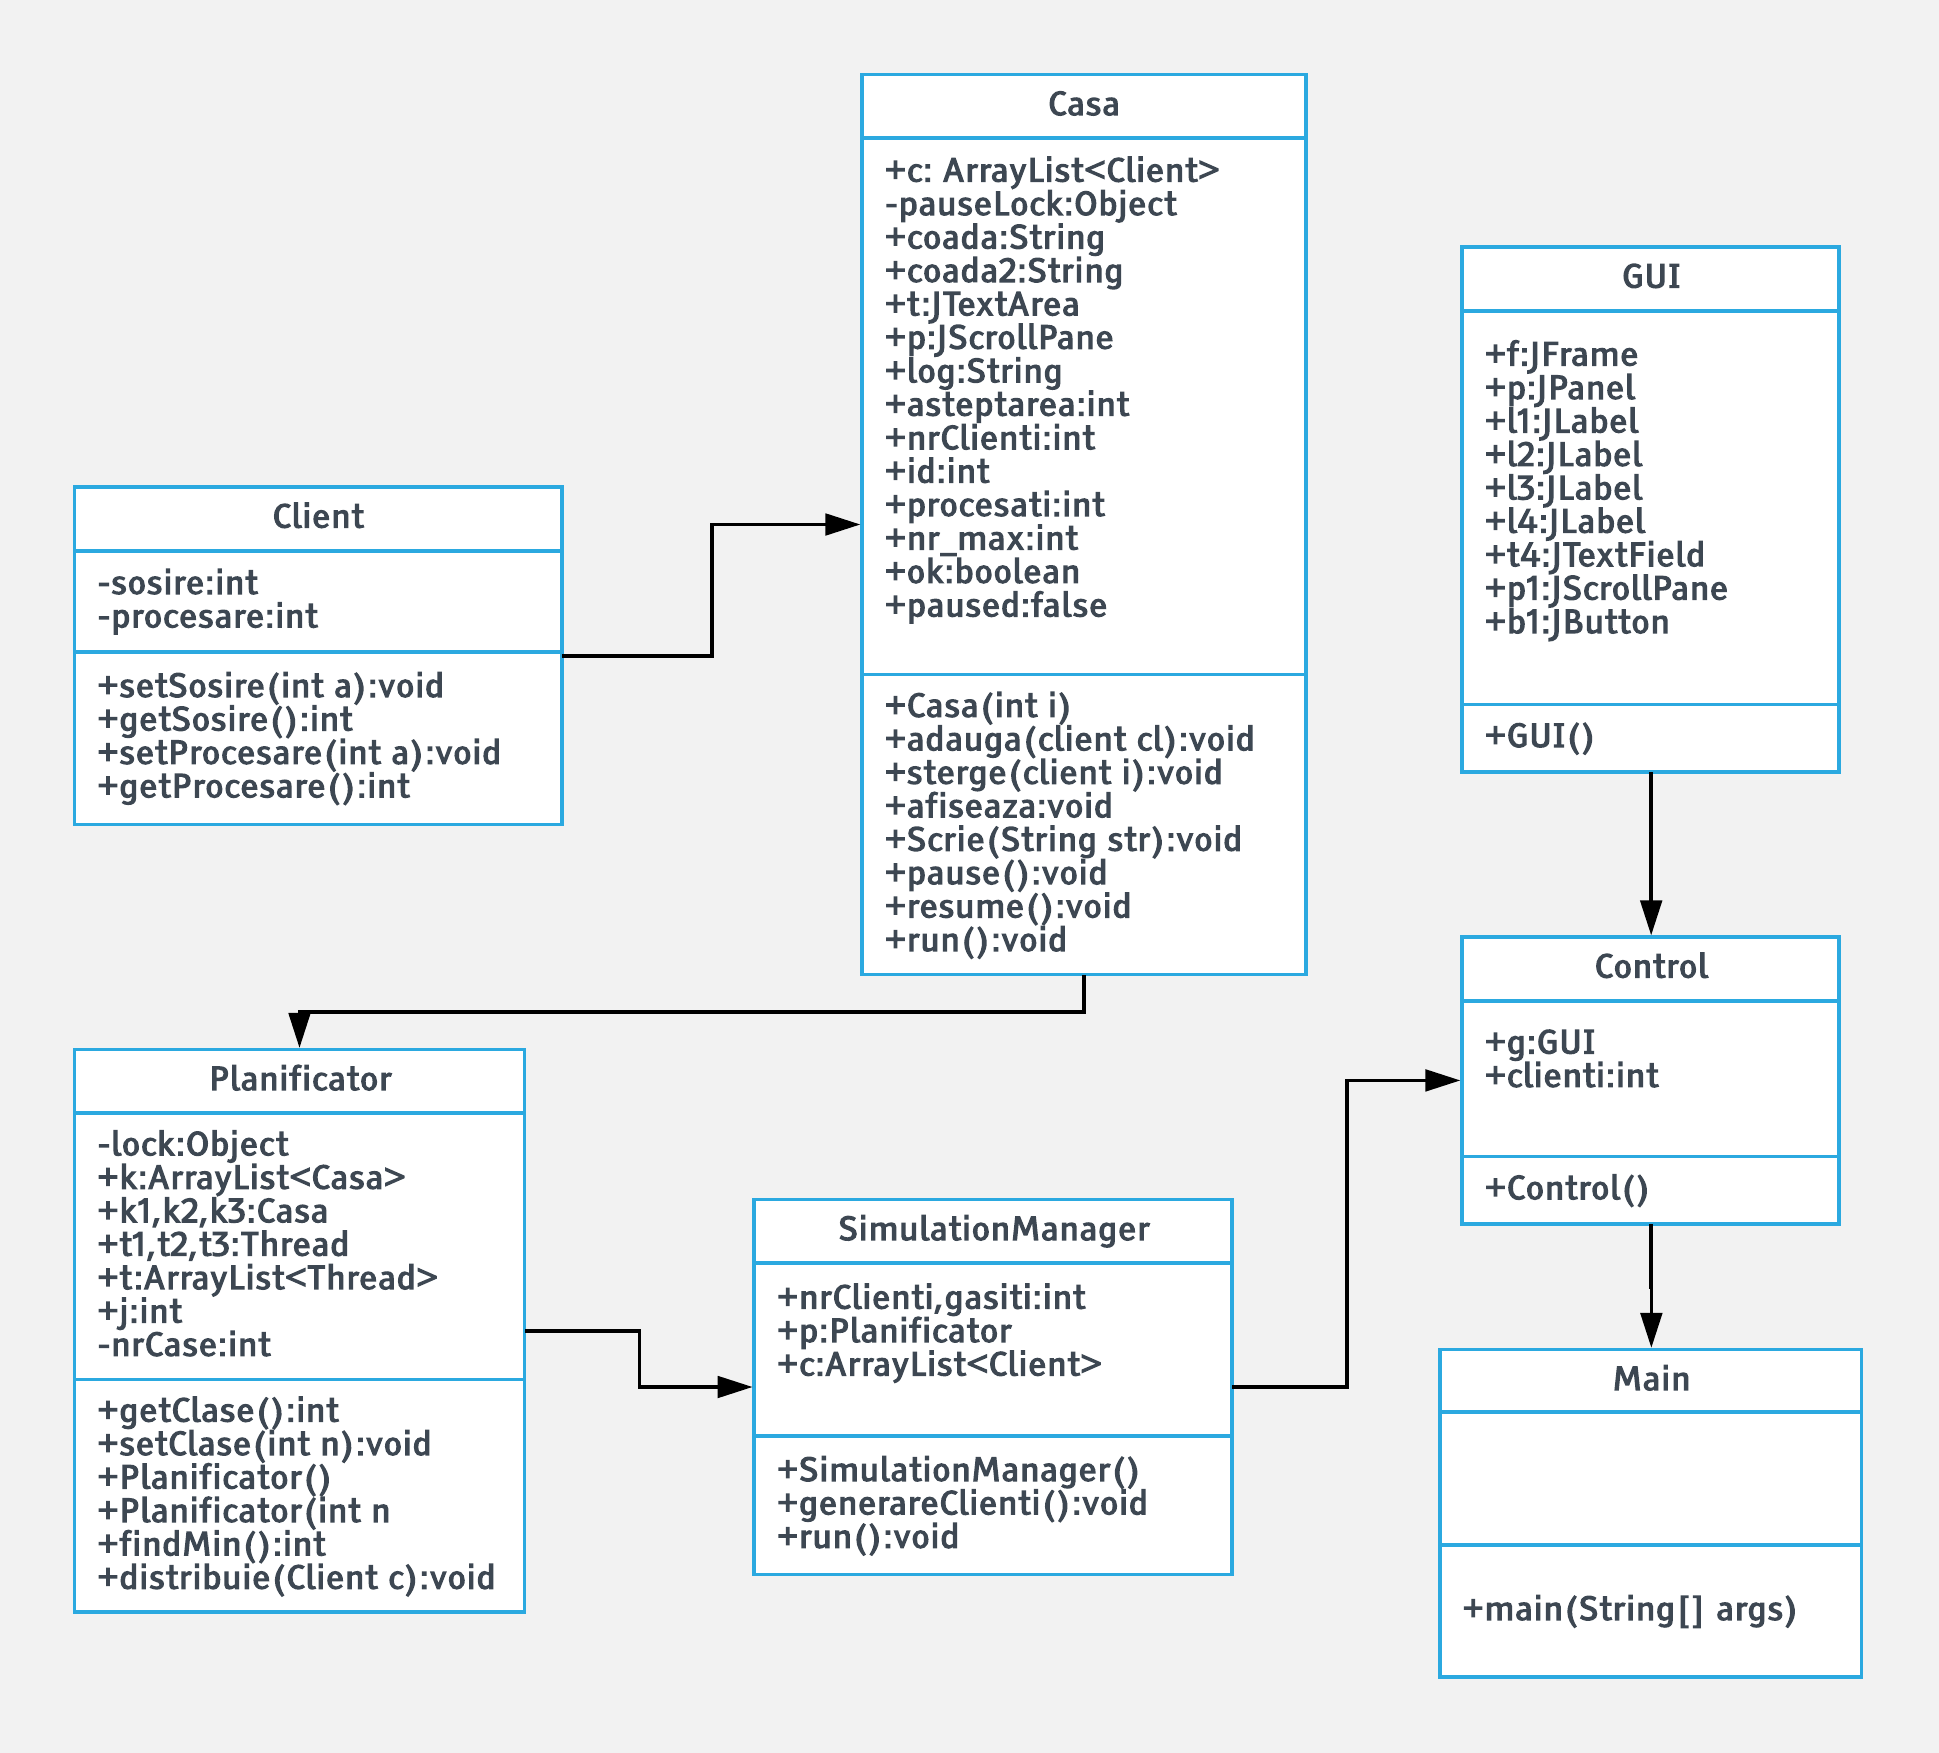 Casa
+c: ArrayList<Client>
-pauseLock:Object
+coada:String
+coada2:String
+t:JTextArea
+p:JScrollPane
+log:String
+asteptarea:int
+nrClienti:int
+id:int
+procesati:int
+nr_max:int
+ok:boolean
+paused:false
+Casa(int i)
+adauga(client cl):void
+sterge(client i):void
+afiseaza:void
+Scrie(String str):void
+pause():void
+resume():void
+run():void
GUI
+f:JFrame
+p:JPanel
+l1:JLabel
+l2:JLabel
+l3:JLabel
+l4:JLabel
+t4:JTextField
+p1:JScrollPane
+b1:JButton
+GUI()
Client
-sosire:int
-procesare:int
+setSosire(int a):void
+getSosire():int
+setProcesare(int a):void
+getProcesare():int
Control
+g:GUI
+clienti:int
+Control()
Planificator
-lock:Object
+k:ArrayList<Casa>
+k1,k2,k3:Casa
+t1,t2,t3:Thread
+t:ArrayList<Thread>
+j:int
-nrCase:int
+getClase():int
+setClase(int n):void
+Planificator()
+Planificator(int n
+findMin():int
+distribuie(Client c):void
SimulationManager
+nrClienti,gasiti:int
+p:Planificator
+c:ArrayList<Client>
+SimulationManager()
+generareClienti():void
+run():void
Main
+main(String[] args)